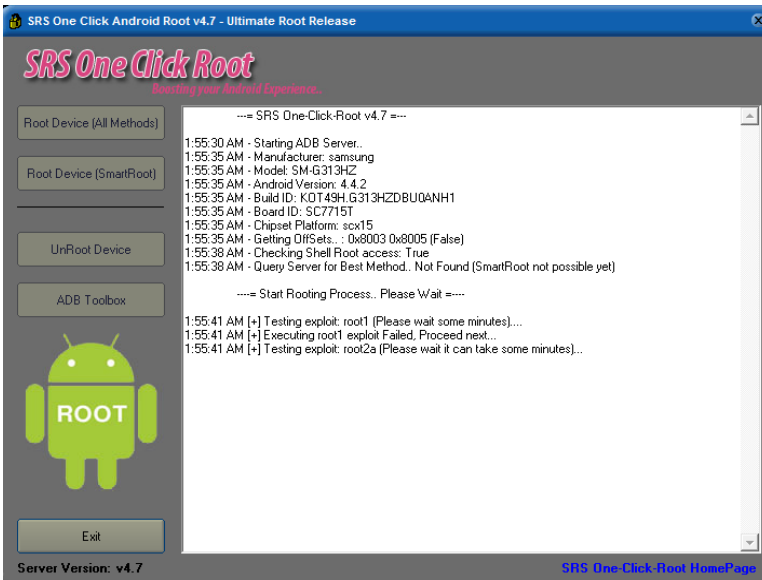 SRS One Click Android Root v4.7 - Ultimate Root Release
SRS One Click Root
Boosting your Android Experience..
Root Device (All Methods)
Root Device (SmartRoot)
UnRoot Device
ADB Toolbox
ROOT
Exit
---= SRS One-Click-Root v4.7 =---
1:55:30 AM - Starting ADB Server..
1:55:35 AM - Manufacturer: samsung
1:55:35 AM - Model: SM-G313HZ
1:55:35 AM - Android Version: 4.4.2
1:55:35 AM - Build ID: KOT49H.G313HZDBU0ANH1
1:55:35 AM - Board ID: SC7715T
1:55:35 AM - Chipset Platform: scx15
1:55:35 AM - Getting OffSets.. : 0x8003 0x8005 (False)
1:55:38 AM - Checking Shell Root access: True
1:55:38 AM - Query Server for Best Method.. Not Found (SmartRoot not possible yet)
----= Start Rooting Process.. Please Wait =----
1:55:41 AM [+] Testing exploit: root1 (Please wait some minutes)....
1:55:41 AM [+] Executing root1 exploit Failed, Proceed next...
1:55:41 AM [+] Testing exploit: root2a (Please wait it can take some minutes)...
Server Version: v4.7
SRS One-Click-Root HomePage